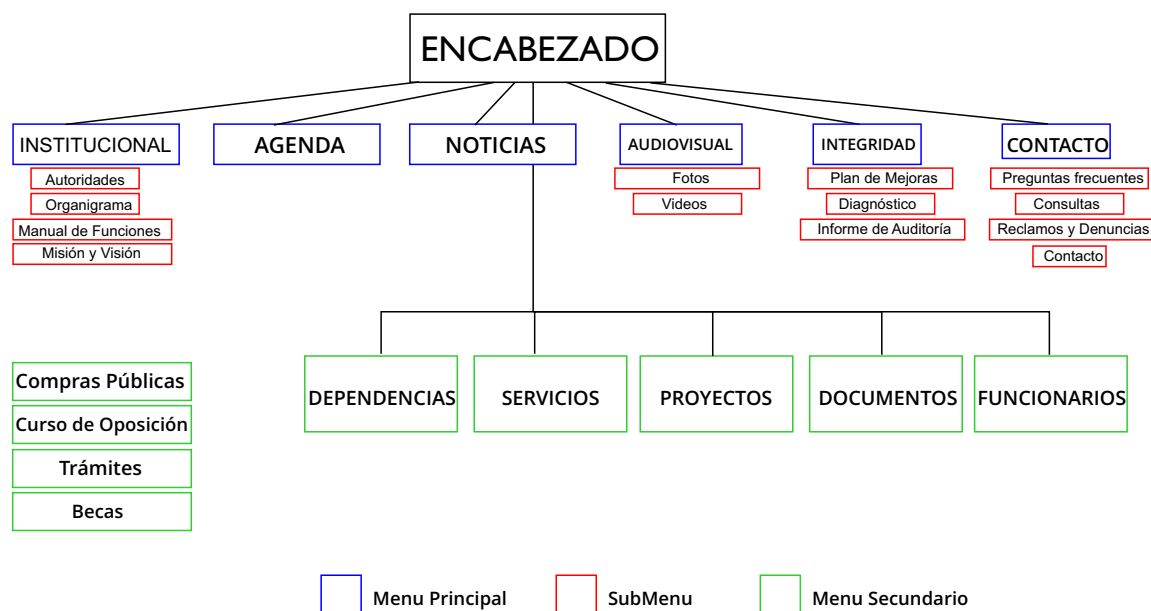 ENCABEZADO
INSTITUCIONAL
AGENDA
NOTICIAS
AUDIOVISUAL
INTEGRIDAD
CONTACTO
Autoridades
Organigrama
Manual de Funciones
Misión y Visión
Fotos
Videos
Plan de Mejoras
Diagnóstico
Informe de Auditoría
Preguntas frecuentes
Consultas
Reclamos y Denuncias
Contacto
DEPENDENCIAS
SERVICIOS
PROYECTOS
DOCUMENTOS
FUNCIONARIOS
Compras Públicas
Curso de Oposición
Trámites
Becas
Menu Principal
SubMenu
Menu Secundario